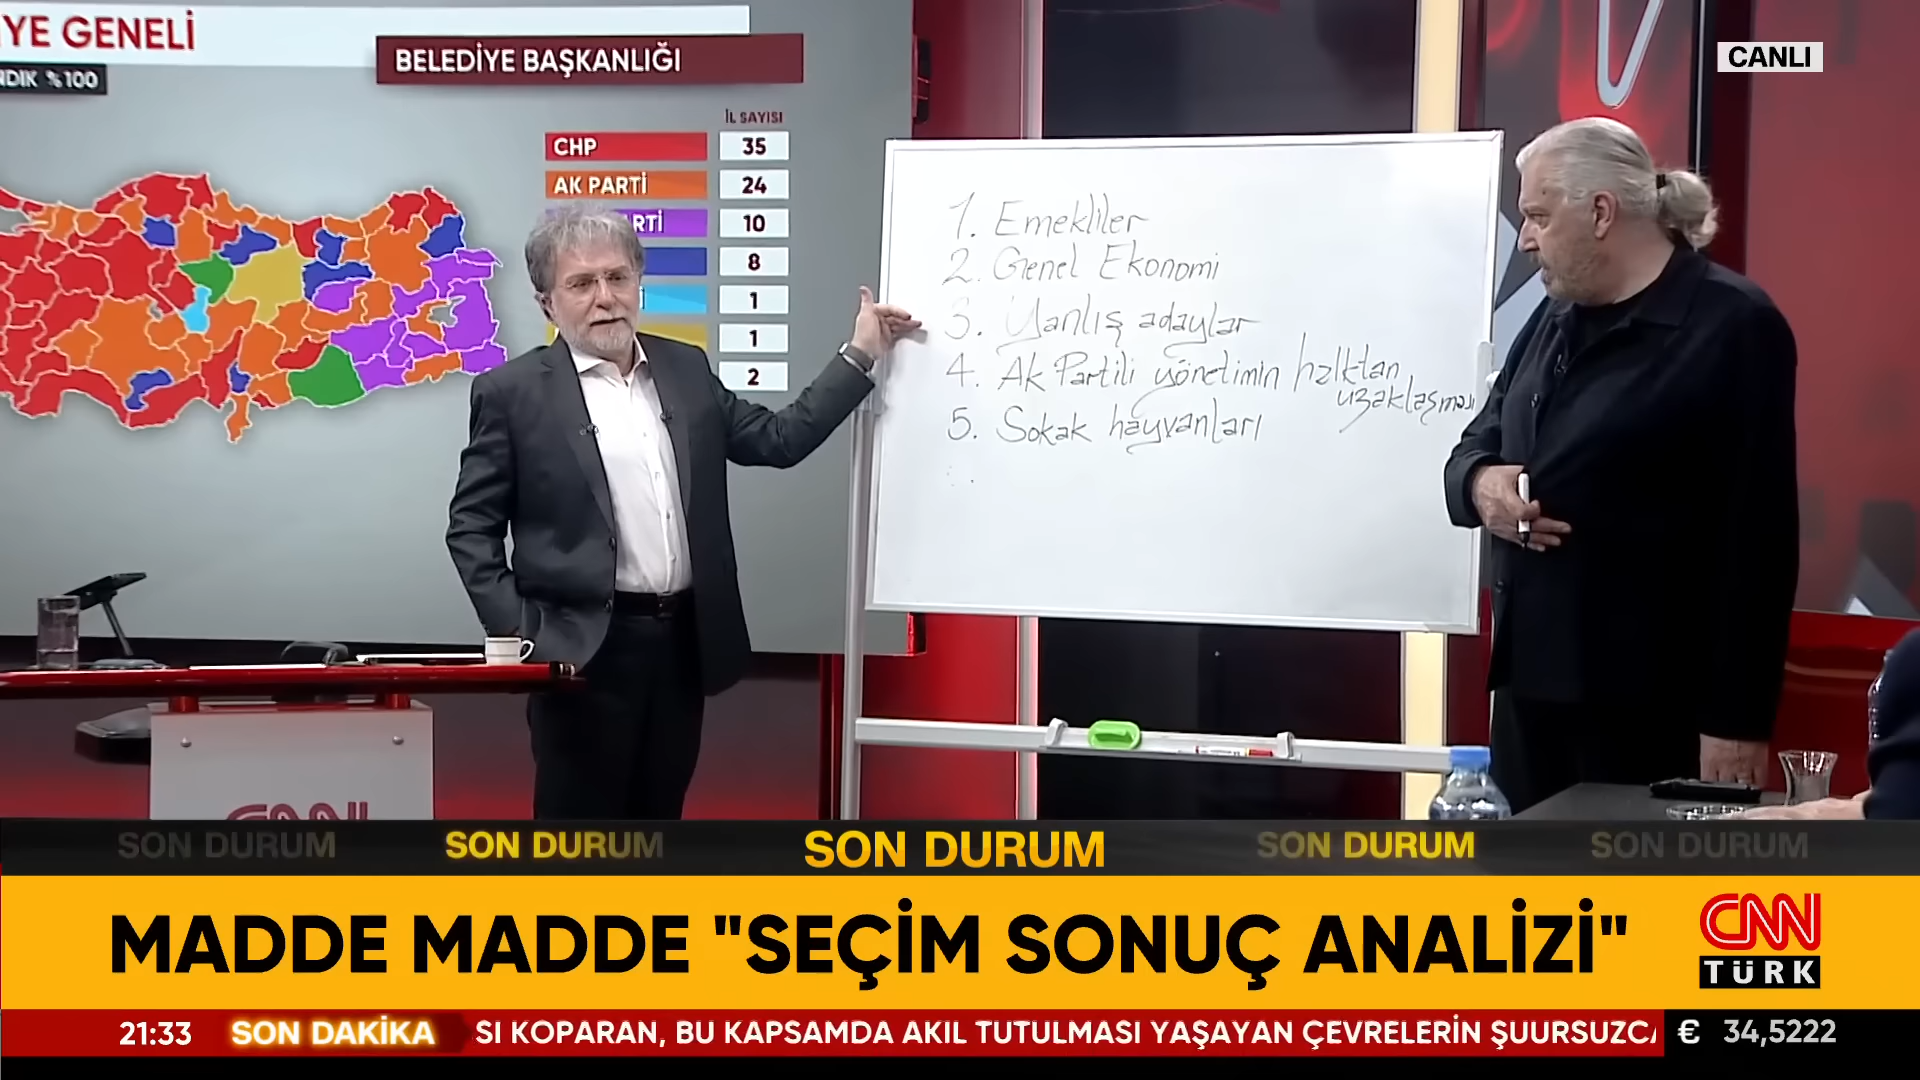 YE GENELİ
NDIK %100
BELEDİYE BAŞKANLIĞI
İL SAYISI
CHP 35
AK PARTİ 24
RTİ 10
8
İ 1
1
2
CANLI
1. Emekliler
2. Genel Ekonomi
3. Yanlış adaylar
4. Ak Partili yönetimin halktan
uzaklaşması
5. Sokak hayvanları
CNN
SON DURUM SON DURUM SON DURUM SON DURUM SON DURUM
MADDE MADDE "SEÇİM SONUÇ ANALİZİ"
CNN
TÜRK
21:33 SON DAKİKA SI KOPARAN, BU KAPSAMDA AKIL TUTULMASI YAŞAYAN ÇEVRELERİN ŞUURSUZCA € 34,5222